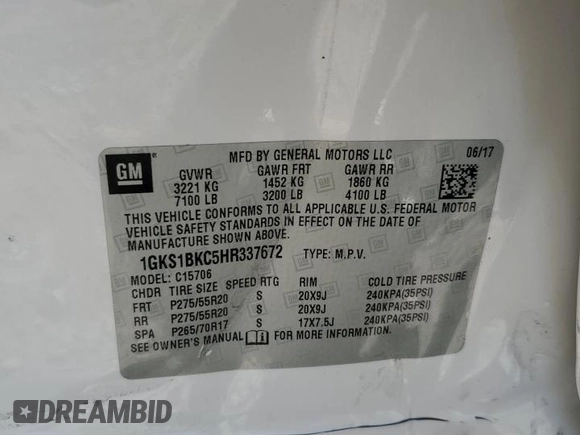 MFD BY GENERAL MOTORS LLC 06/17
GM
GVWR GAWR FRT GAWR RR
3221 KG 1452 KG 1860 KG
7100 LB 3200 LB 4100 LB
THIS VEHICLE CONFORMS TO ALL APPLICABLE U.S. FEDERAL MOTOR
VEHICLE SAFETY STANDARDS IN EFFECT ON THE DATE OF
MANUFACTURE SHOWN ABOVE.
1GKS1BKC5HR337672 TYPE: M.P.V.
MODEL: C15706
CHDR TIRE SIZE SPEED RTG RIM COLD TIRE PRESSURE
FRT P275/55R20 S 20X9J 240KPA(35PSI)
RR P275/55R20 S 20X9J 240KPA(35PSI)
SPA P265/70R17 S 17X7.5J 240KPA(35PSI)
SEE OWNER'S MANUAL FOR MORE INFORMATION.
DREAMBID